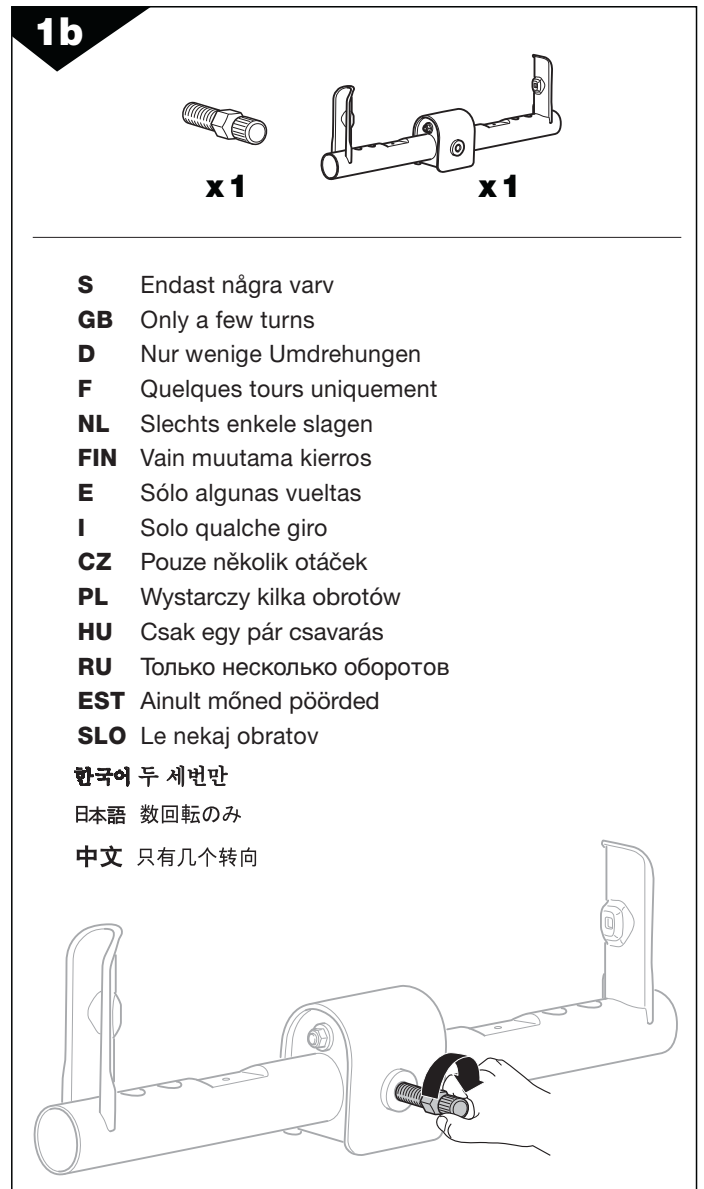 1b
x 1 x 1
S Endast några varv
GB Only a few turns
D Nur wenige Umdrehungen
F Quelques tours uniquement
NL Slechts enkele slagen
FIN Vain muutama kierros
E Sólo algunas vueltas
I Solo qualche giro
CZ Pouze několik otáček
PL Wystarczy kilka obrotów
HU Csak egy pár csavarás
RU Только несколько оборотов
EST Ainult mőned pöörded
SLO Le nekaj obratov
한국어 두 세번만
日本語 数回転のみ
中文 只有几个转向